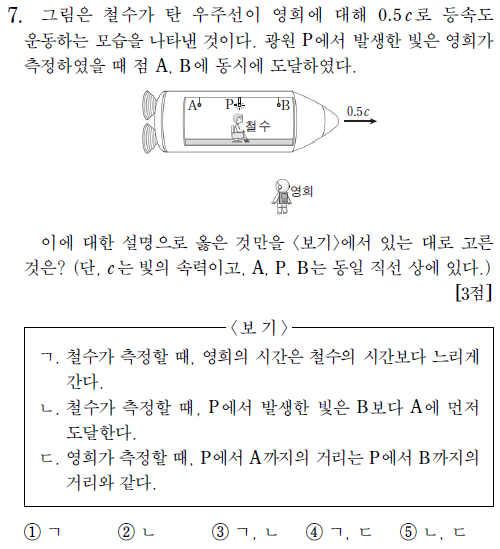 7. 그림은 철수가 탄 우주선이 영희에 대해 0.5c로 등속도
운동하는 모습을 나타낸 것이다. 광원 P에서 발생한 빛은 영희가
측정하였을 때 점 A, B에 동시에 도달하였다.
A P B
철수
0.5c
영희
이에 대한 설명으로 옳은 것만을 <보기>에서 있는 대로 고른
것은? (단, c는 빛의 속력이고, A, P, B는 동일 직선 상에 있다.)
[3점]
<보 기>
ㄱ. 철수가 측정할 때, 영희의 시간은 철수의 시간보다 느리게
간다.
ㄴ. 철수가 측정할 때, P에서 발생한 빛은 B보다 A에 먼저
도달한다.
ㄷ. 영희가 측정할 때, P에서 A까지의 거리는 P에서 B까지의
거리와 같다.
① ㄱ ② ㄴ ③ ㄱ, ㄴ ④ ㄱ, ㄷ ⑤ ㄴ, ㄷ